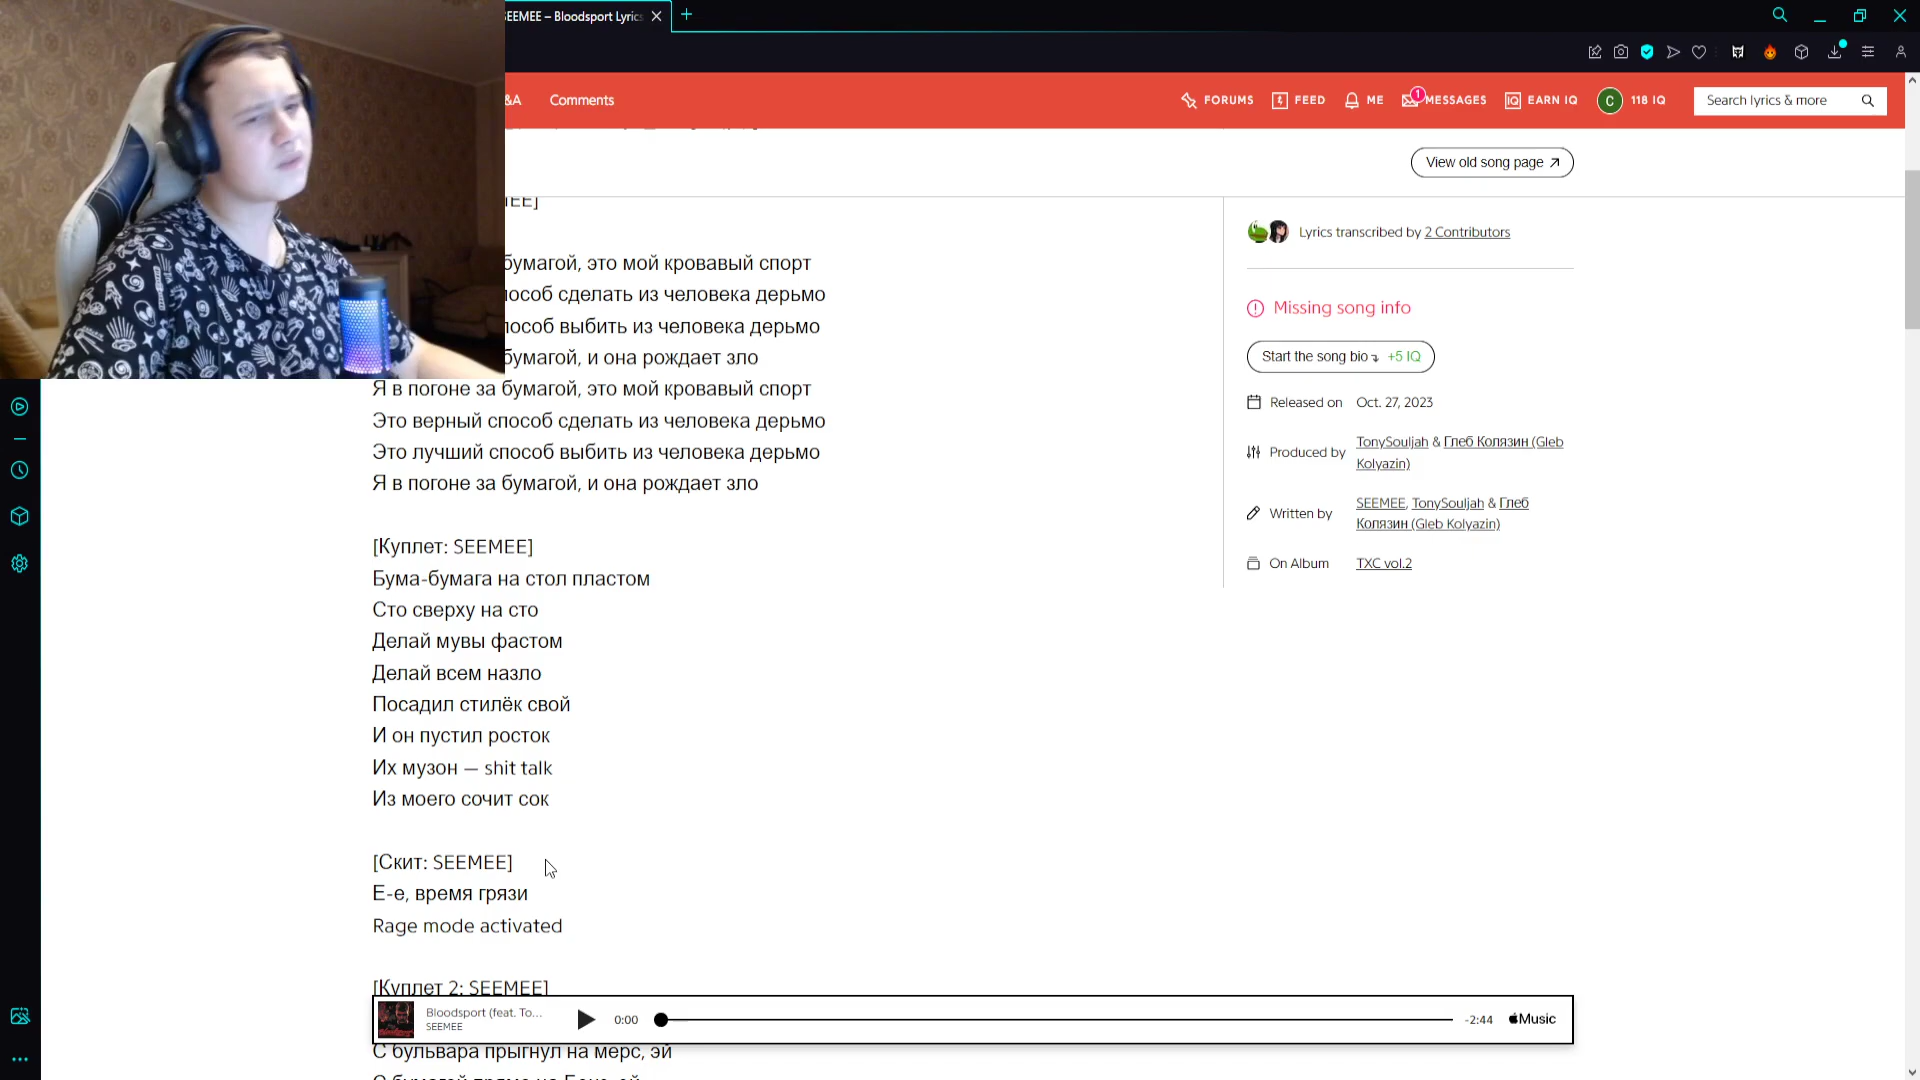 SEEMEE – Bloodsport Lyrics
&A
Comments
FORUMS
FEED
ME
1
MESSAGES
EARN IQ
C
118 IQ
Search lyrics & more
View old song page
Lyrics transcribed by 2 Contributors
Missing song info
Start the song bio +5 IQ
Released on Oct. 27, 2023
Produced by TonySouljah & Глеб Колязин (Gleb
Kolyazin)
Written by SEEMEE, TonySouljah & Глеб
Колязин (Gleb Kolyazin)
On Album TXC vol.2
бумагой, это мой кровавый спорт
пособ сделать из человека дерьмо
пособ выбить из человека дерьмо
бумагой, и она рождает зло
Я в погоне за бумагой, это мой кровавый спорт
Это верный способ сделать из человека дерьмо
Это лучший способ выбить из человека дерьмо
Я в погоне за бумагой, и она рождает зло
[Куплет: SEEMEE]
Бума-бумага на стол пластом
Сто сверху на сто
Делай мувы фастом
Делай всем назло
Посадил стилёк свой
И он пустил росток
Их музон — shit talk
Из моего сочит сок
[Скит: SEEMEE]
Е-е, время грязи
Rage mode activated
[Куплет 2: SEEMEE]
Bloodsport (feat. To...
SEEMEE
0:00
-2:44
Music
С бульвара прыгнул на мерс, эй